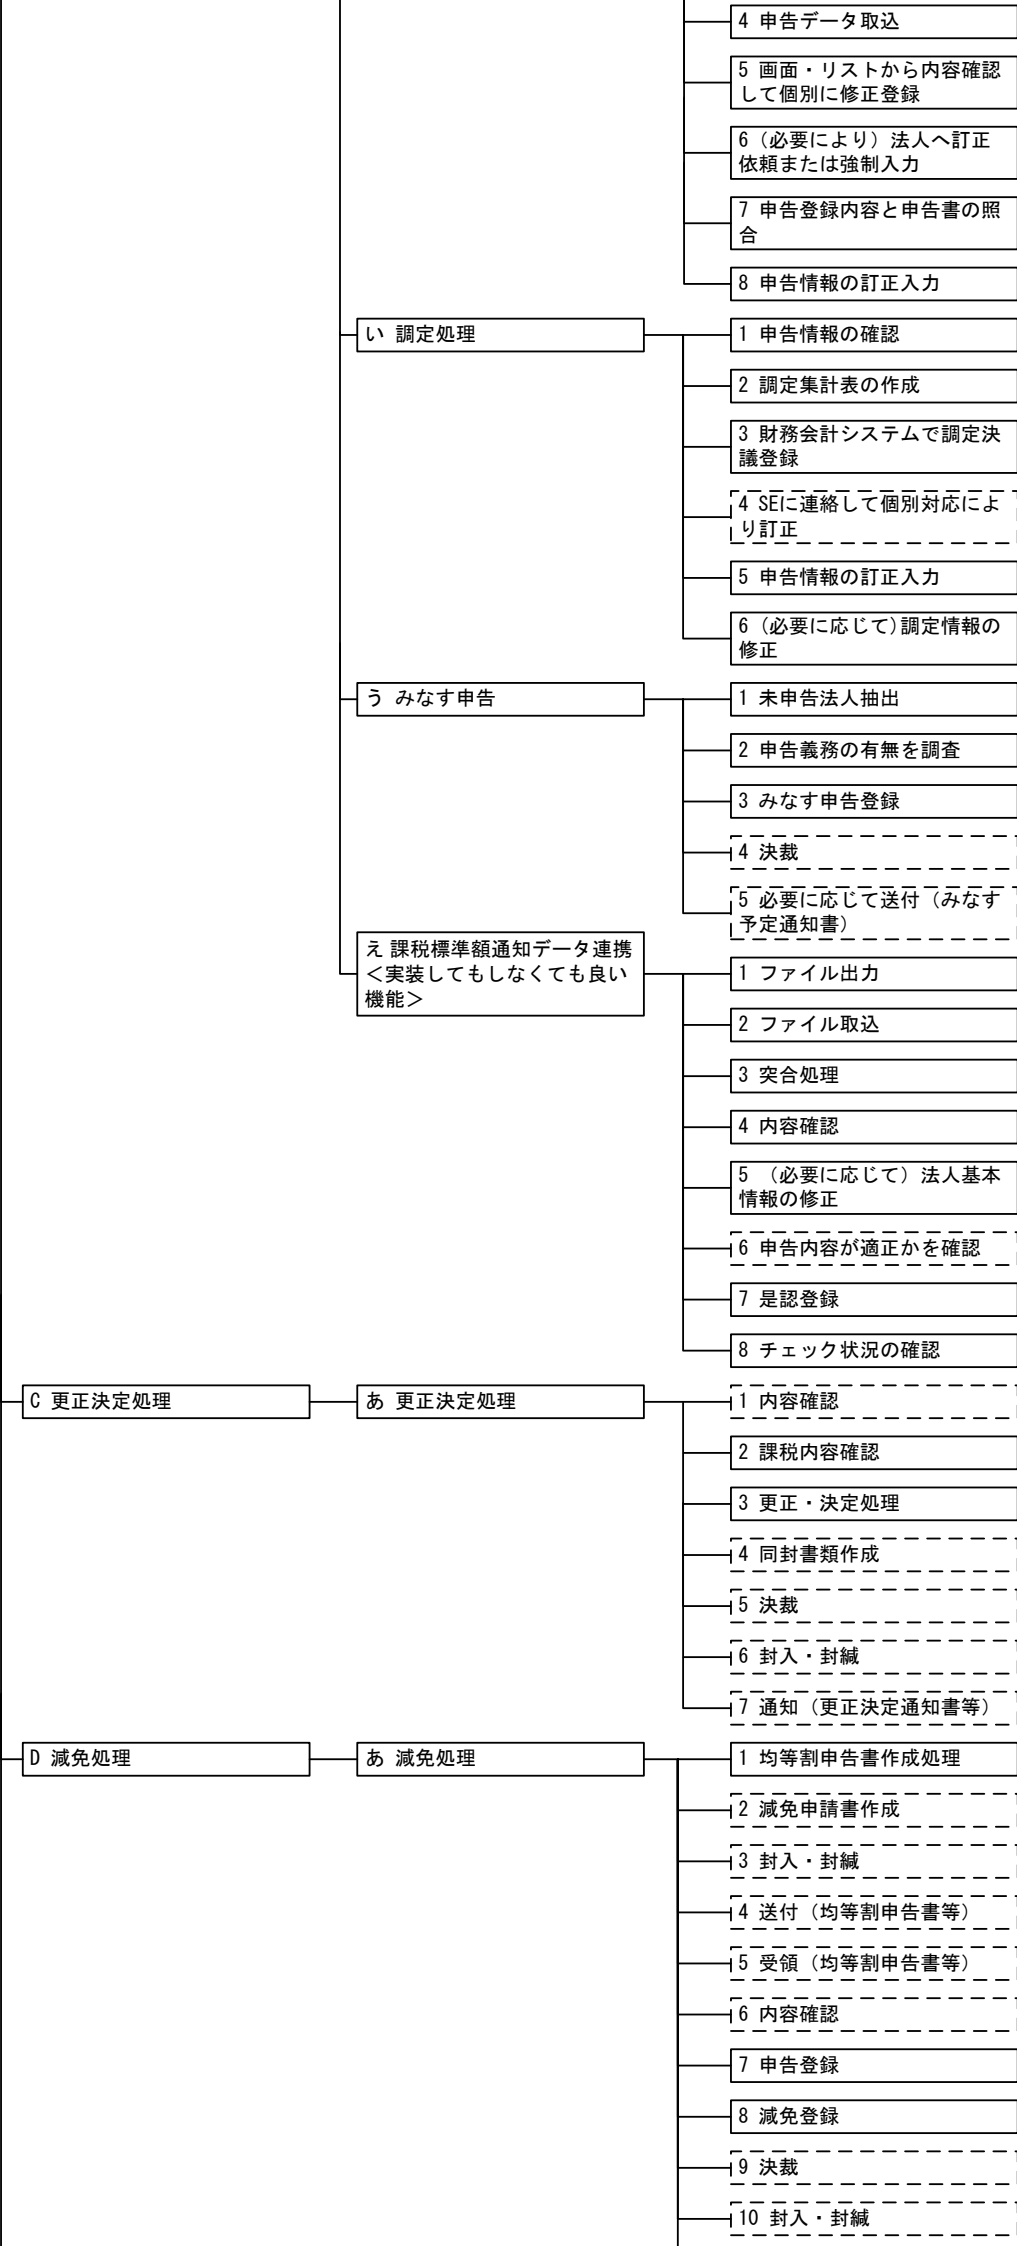 4 申告データ取込
5 画面・リストから内容確認
して個別に修正登録
6（必要により）法人へ訂正
依頼または強制入力
7 申告登録内容と申告書の照
合
8 申告情報の訂正入力
い 調定処理
1 申告情報の確認
2 調定集計表の作成
3 財務会計システムで調定決
議登録
4 SEに連絡して個別対応によ
り訂正
5 申告情報の訂正入力
6（必要に応じて)調定情報の
修正
う みなす申告
1 未申告法人抽出
2 申告義務の有無を調査
3 みなす申告登録
4 決裁
5 必要に応じて送付（みなす
予定通知書）
え 課税標準額通知データ連携
＜実装してもしなくても良い
機能＞
1 ファイル出力
2 ファイル取込
3 突合処理
4 内容確認
5 （必要に応じて）法人基本
情報の修正
6 申告内容が適正かを確認
7 是認登録
8 チェック状況の確認
C 更正決定処理
あ 更正決定処理
1 内容確認
2 課税内容確認
3 更正・決定処理
4 同封書類作成
5 決裁
6 封入・封緘
7 通知（更正決定通知書等）
D 減免処理
あ 減免処理
1 均等割申告書作成処理
2 減免申請書作成
3 封入・封緘
4 送付（均等割申告書等）
5 受領（均等割申告書等）
6 内容確認
7 申告登録
8 減免登録
9 決裁
10 封入・封緘